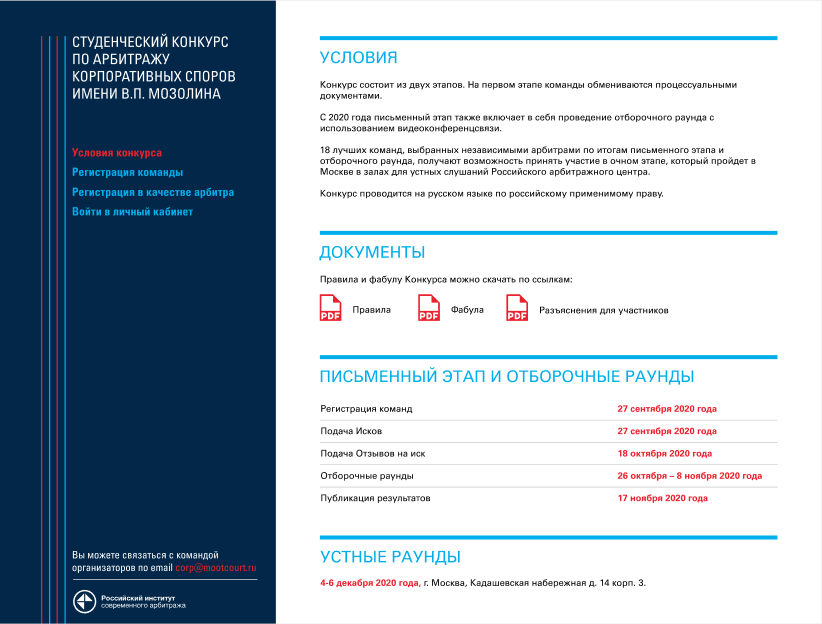 СТУДЕНЧЕСКИЙ КОНКУРС
ПО АРБИТРАЖУ
КОРПОРАТИВНЫХ СПОРОВ
ИМЕНИ В.П. МОЗОЛИНА
Условия конкурса
Регистрация команды
Регистрация в качестве арбитра
Войти в личный кабинет
Вы можете связаться с командой
организаторов по email corp@mootcourt.ru
Российский институт
современного арбитража
УСЛОВИЯ
Конкурс состоит из двух этапов. На первом этапе команды обмениваются процессуальными
документами.
С 2020 года письменный этап также включает в себя проведение отборочного раунда с
использованием видеоконференцсвязи.
18 лучших команд, выбранных независимыми арбитрами по итогам письменного этапа и
отборочного раунда, получают возможность принять участие в очном этапе, который пройдет в
Москве в залах для устных слушаний Российского арбитражного центра.
Конкурс проводится на русском языке по российскому применимому праву.
ДОКУМЕНТЫ
Правила и фабулу Конкурса можно скачать по ссылкам:
PDF Правила PDF Фабула PDF Разъяснения для участников
ПИСЬМЕННЫЙ ЭТАП И ОТБОРОЧНЫЕ РАУНДЫ
Регистрация команд 27 сентября 2020 года
Подача Исков 27 сентября 2020 года
Подача Отзывов на иск 18 октября 2020 года
Отборочные раунды 26 октября – 8 ноября 2020 года
Публикация результатов 17 ноября 2020 года
УСТНЫЕ РАУНДЫ
4-6 декабря 2020 года, г. Москва, Кадашевская набережная д. 14 корп. 3.